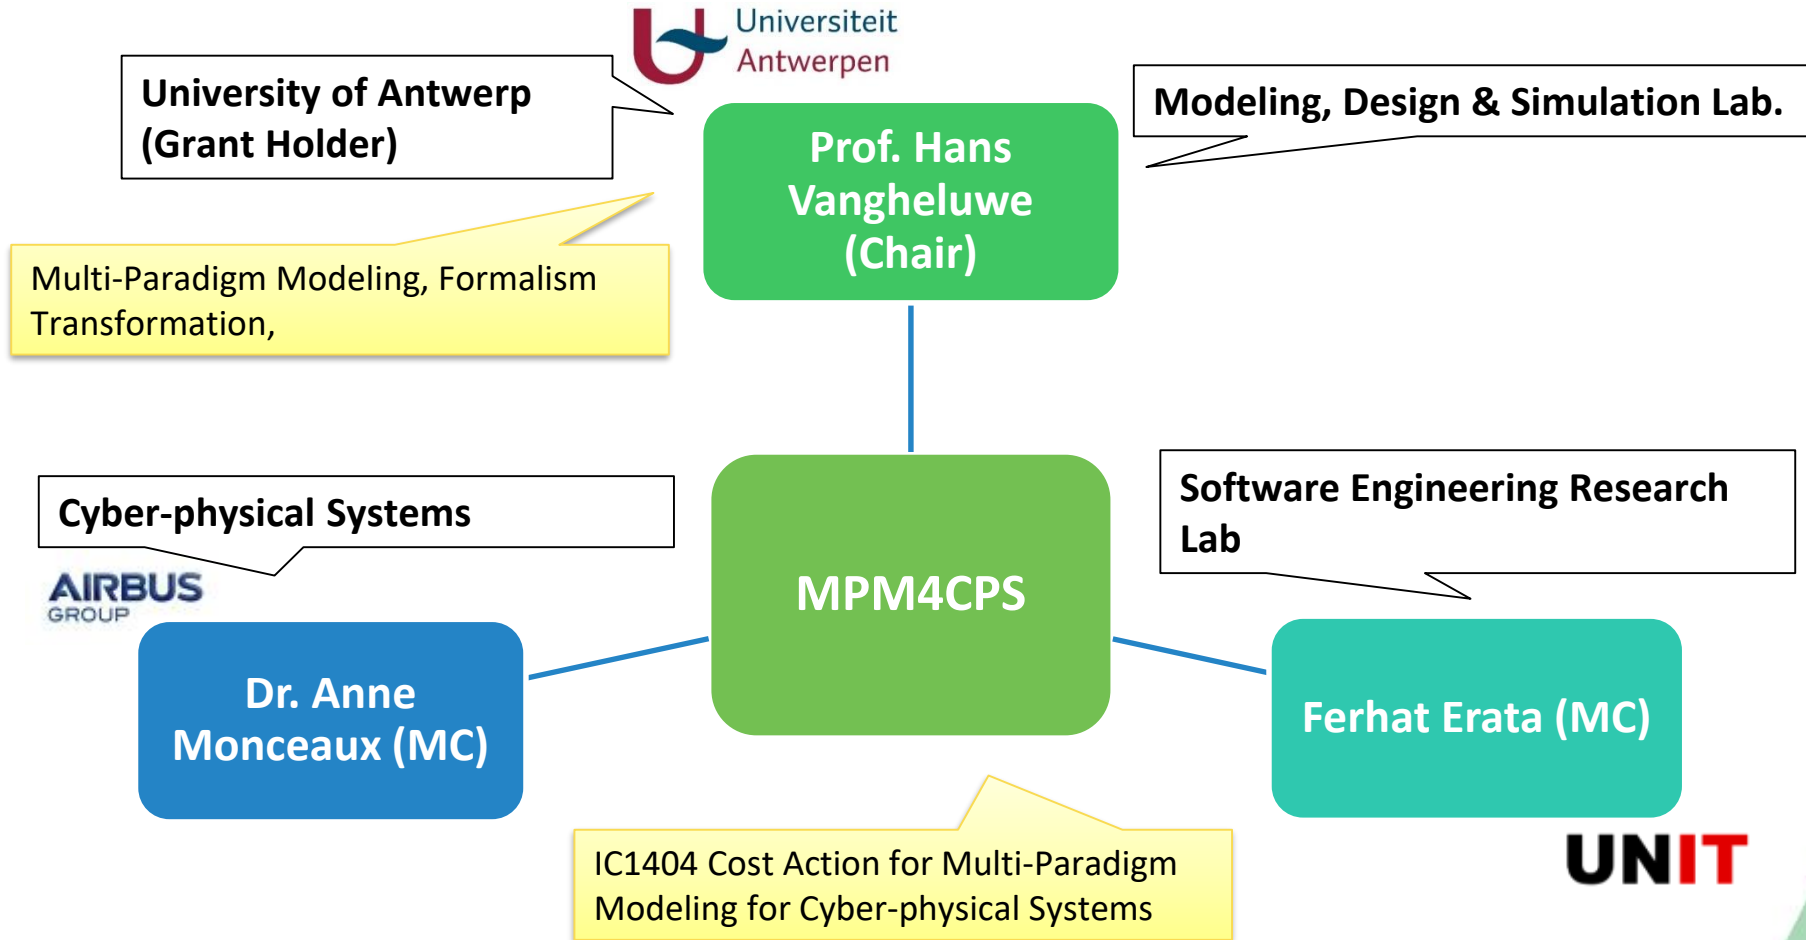 Universiteit
Antwerpen
University of Antwerp
(Grant Holder)
Modeling, Design & Simulation Lab.
Prof. Hans
Vangheluwe
(Chair)
Multi-Paradigm Modeling, Formalism
Transformation,
Cyber-physical Systems
Software Engineering Research
Lab
AIRBUS
GROUP
MPM4CPS
Dr. Anne
Monceaux (MC)
Ferhat Erata (MC)
IC1404 Cost Action for Multi-Paradigm
Modeling for Cyber-physical Systems
UNIT